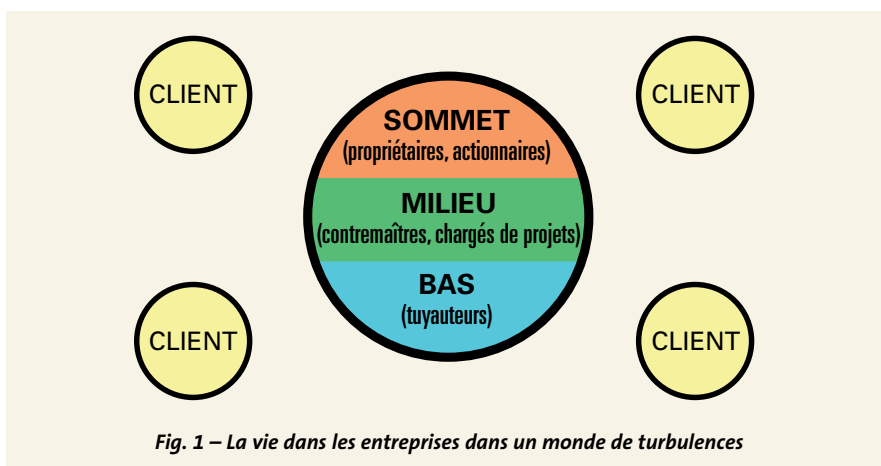 CLIENT
CLIENT
SOMMET
(propriétaires, actionnaires)
MILIEU
(contremaîtres, chargés de projets)
BAS
(tuyauteurs)
CLIENT
CLIENT
Fig. 1 – La vie dans les entreprises dans un monde de turbulences